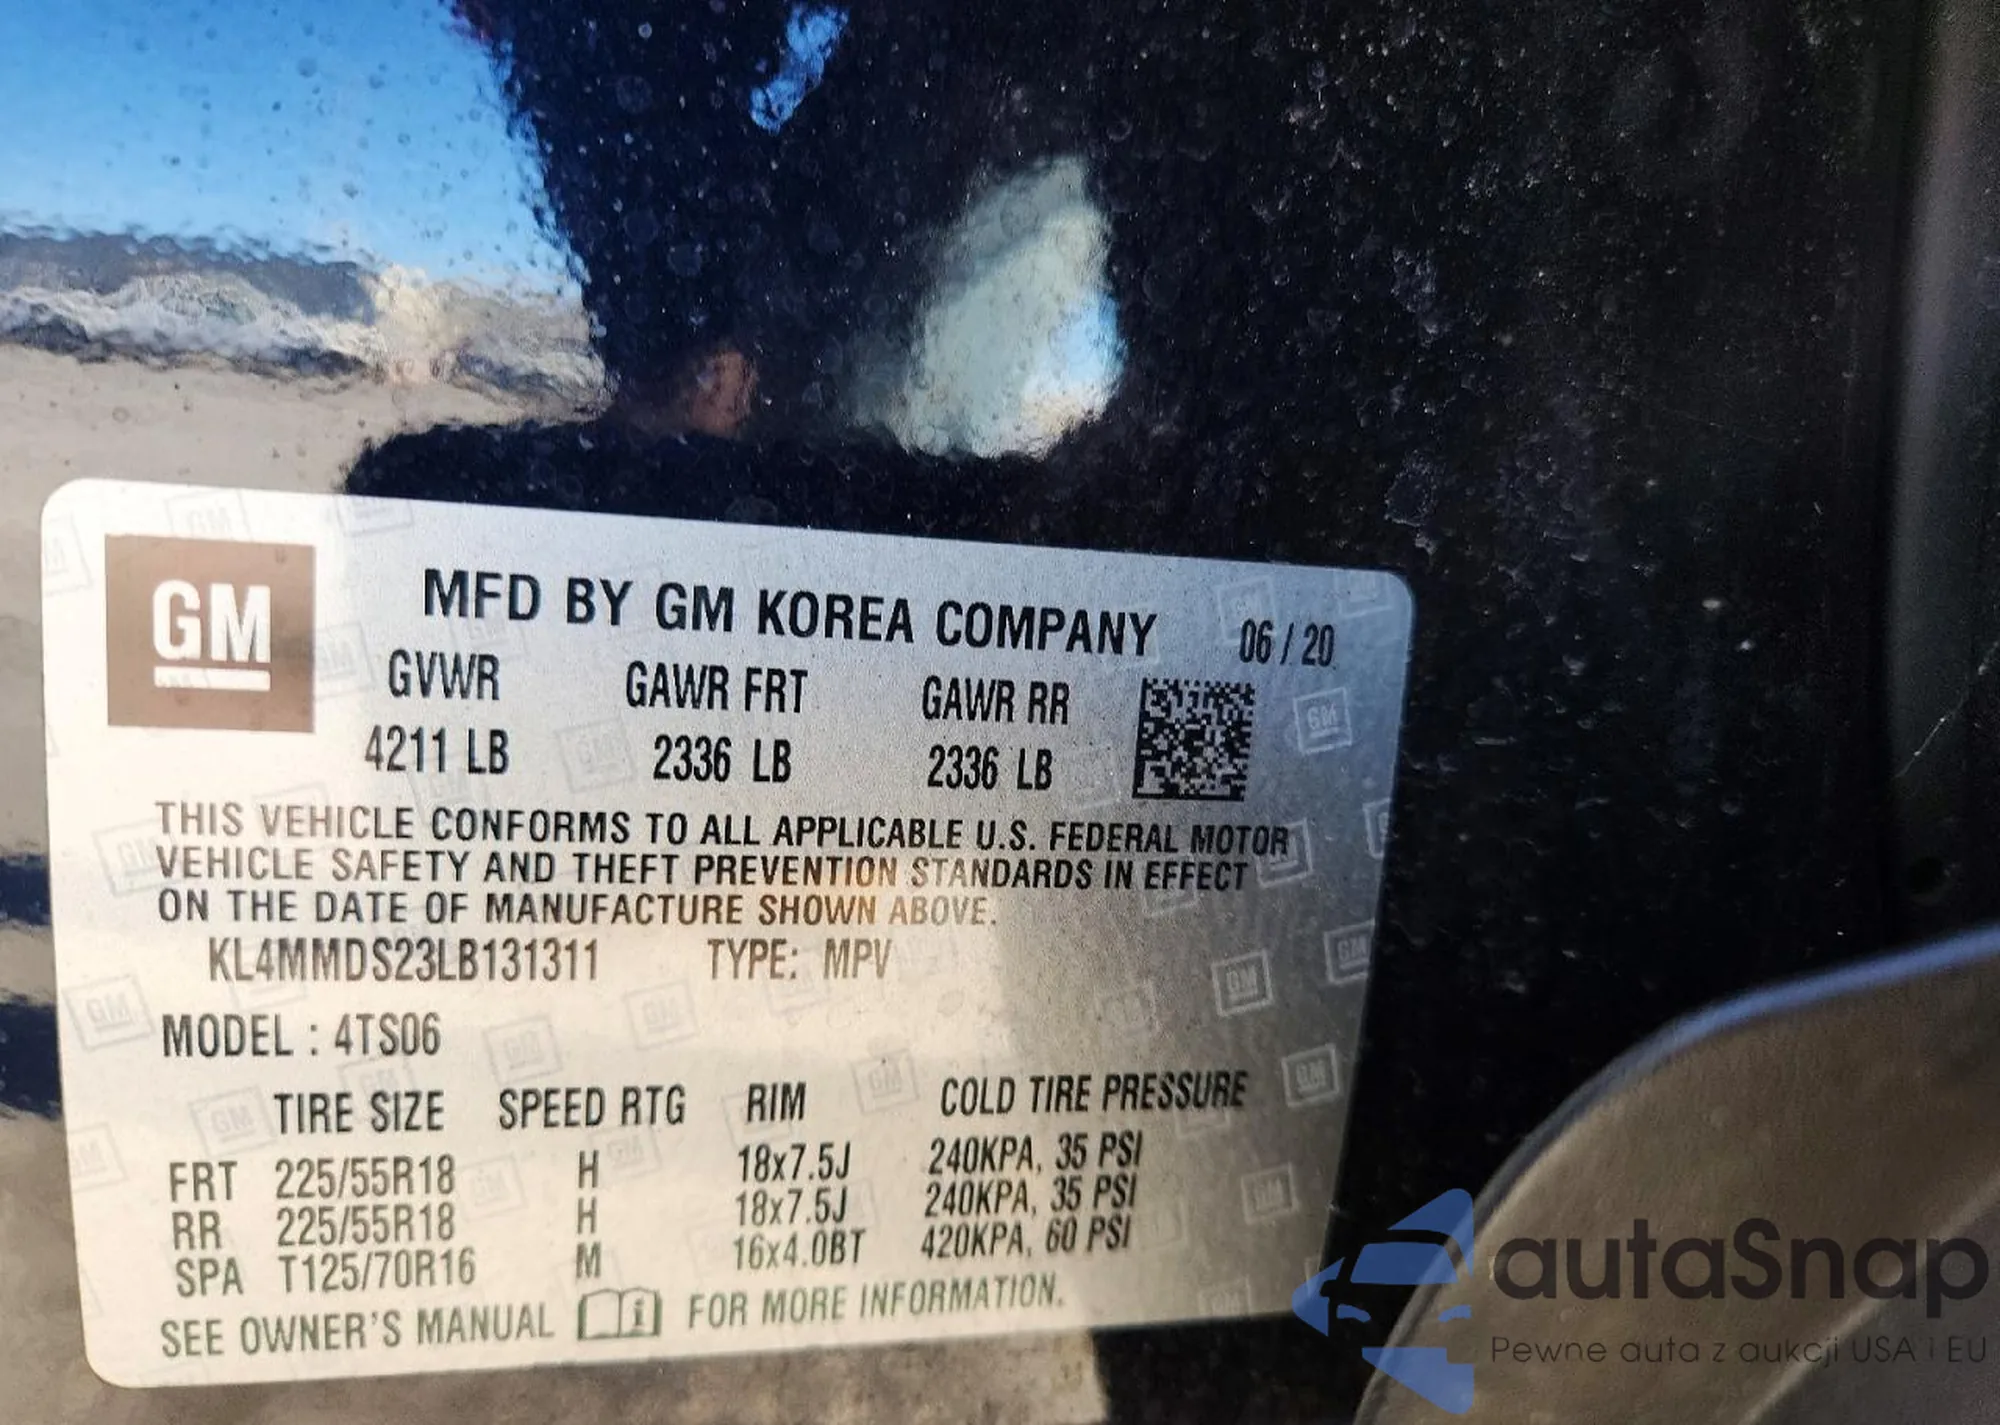 GM
MFD BY GM KOREA COMPANY 06 / 20
GVWR GAWR FRT GAWR RR
4211 LB 2336 LB 2336 LB
THIS VEHICLE CONFORMS TO ALL APPLICABLE U.S. FEDERAL MOTOR
VEHICLE SAFETY AND THEFT PREVENTION STANDARDS IN EFFECT
ON THE DATE OF MANUFACTURE SHOWN ABOVE.
KL4MMDS23LB131311 TYPE: MPV
MODEL : 4TS06
TIRE SIZE SPEED RTG RIM COLD TIRE PRESSURE
FRT 225/55R18 H 18x7.5J 240KPA, 35 PSI
RR 225/55R18 H 18x7.5J 240KPA, 35 PSI
SPA T125/70R16 M 16x4.0BT 420KPA, 60 PSI
SEE OWNER'S MANUAL FOR MORE INFORMATION.
autaSnap
Pewne auta z aukcji USA i EU